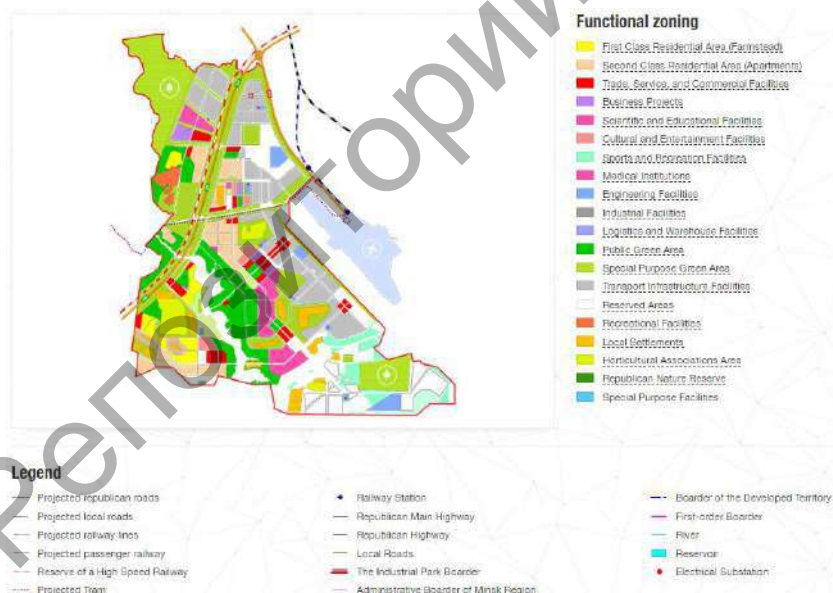 Functional zoning
First Class Residential Area (Farmstead)
Second Class Residential Area (Apartments)
Trade, Service, and Commercial Facilities
Business Projects
Scientific and Educational Facilities
Cultural and Entertainment Facilities
Sports and Recreation Facilities
Medical Institutions
Engineering Facilities
Industrial Facilities
Logistics and Warehouse Facilities
Public Green Area
Special Purpose Green Area
Transport Infrastructure Facilities
Reserved Areas
Recreational Facilities
Local Settlements
Horticultural Associations Area
Republican Nature Reserve
Special Purpose Facilities
Legend
Projected republican roads
Projected local roads
Projected railway lines
Projected passenger railway
Reserve of a High Speed Railway
Projected Tram
Railway Station
Republican Main Highway
Republican Highway
Local Roads
The Industrial Park Boarder
Administrative Boarder of Minsk Region
Boarder of the Developed Territory
First-order Boarder
River
Reservoir
Electrical Substation
Репозиторий